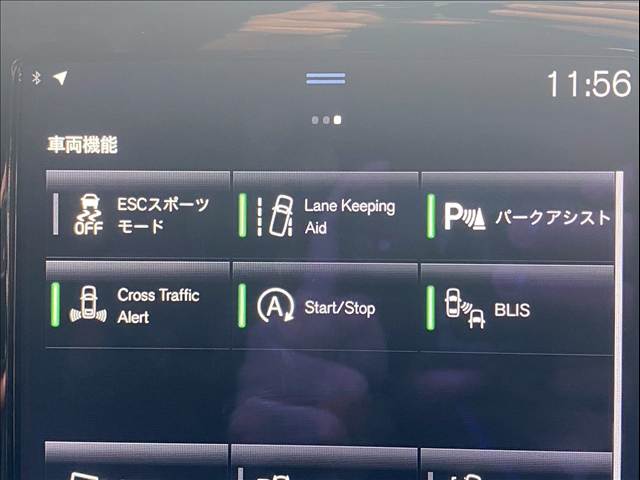 11:56
車両機能
OFF
ESCスポーツ
モード
Lane Keeping
Aid
P
パークアシスト
Cross Traffic
Alert
A
Start/Stop
BLIS